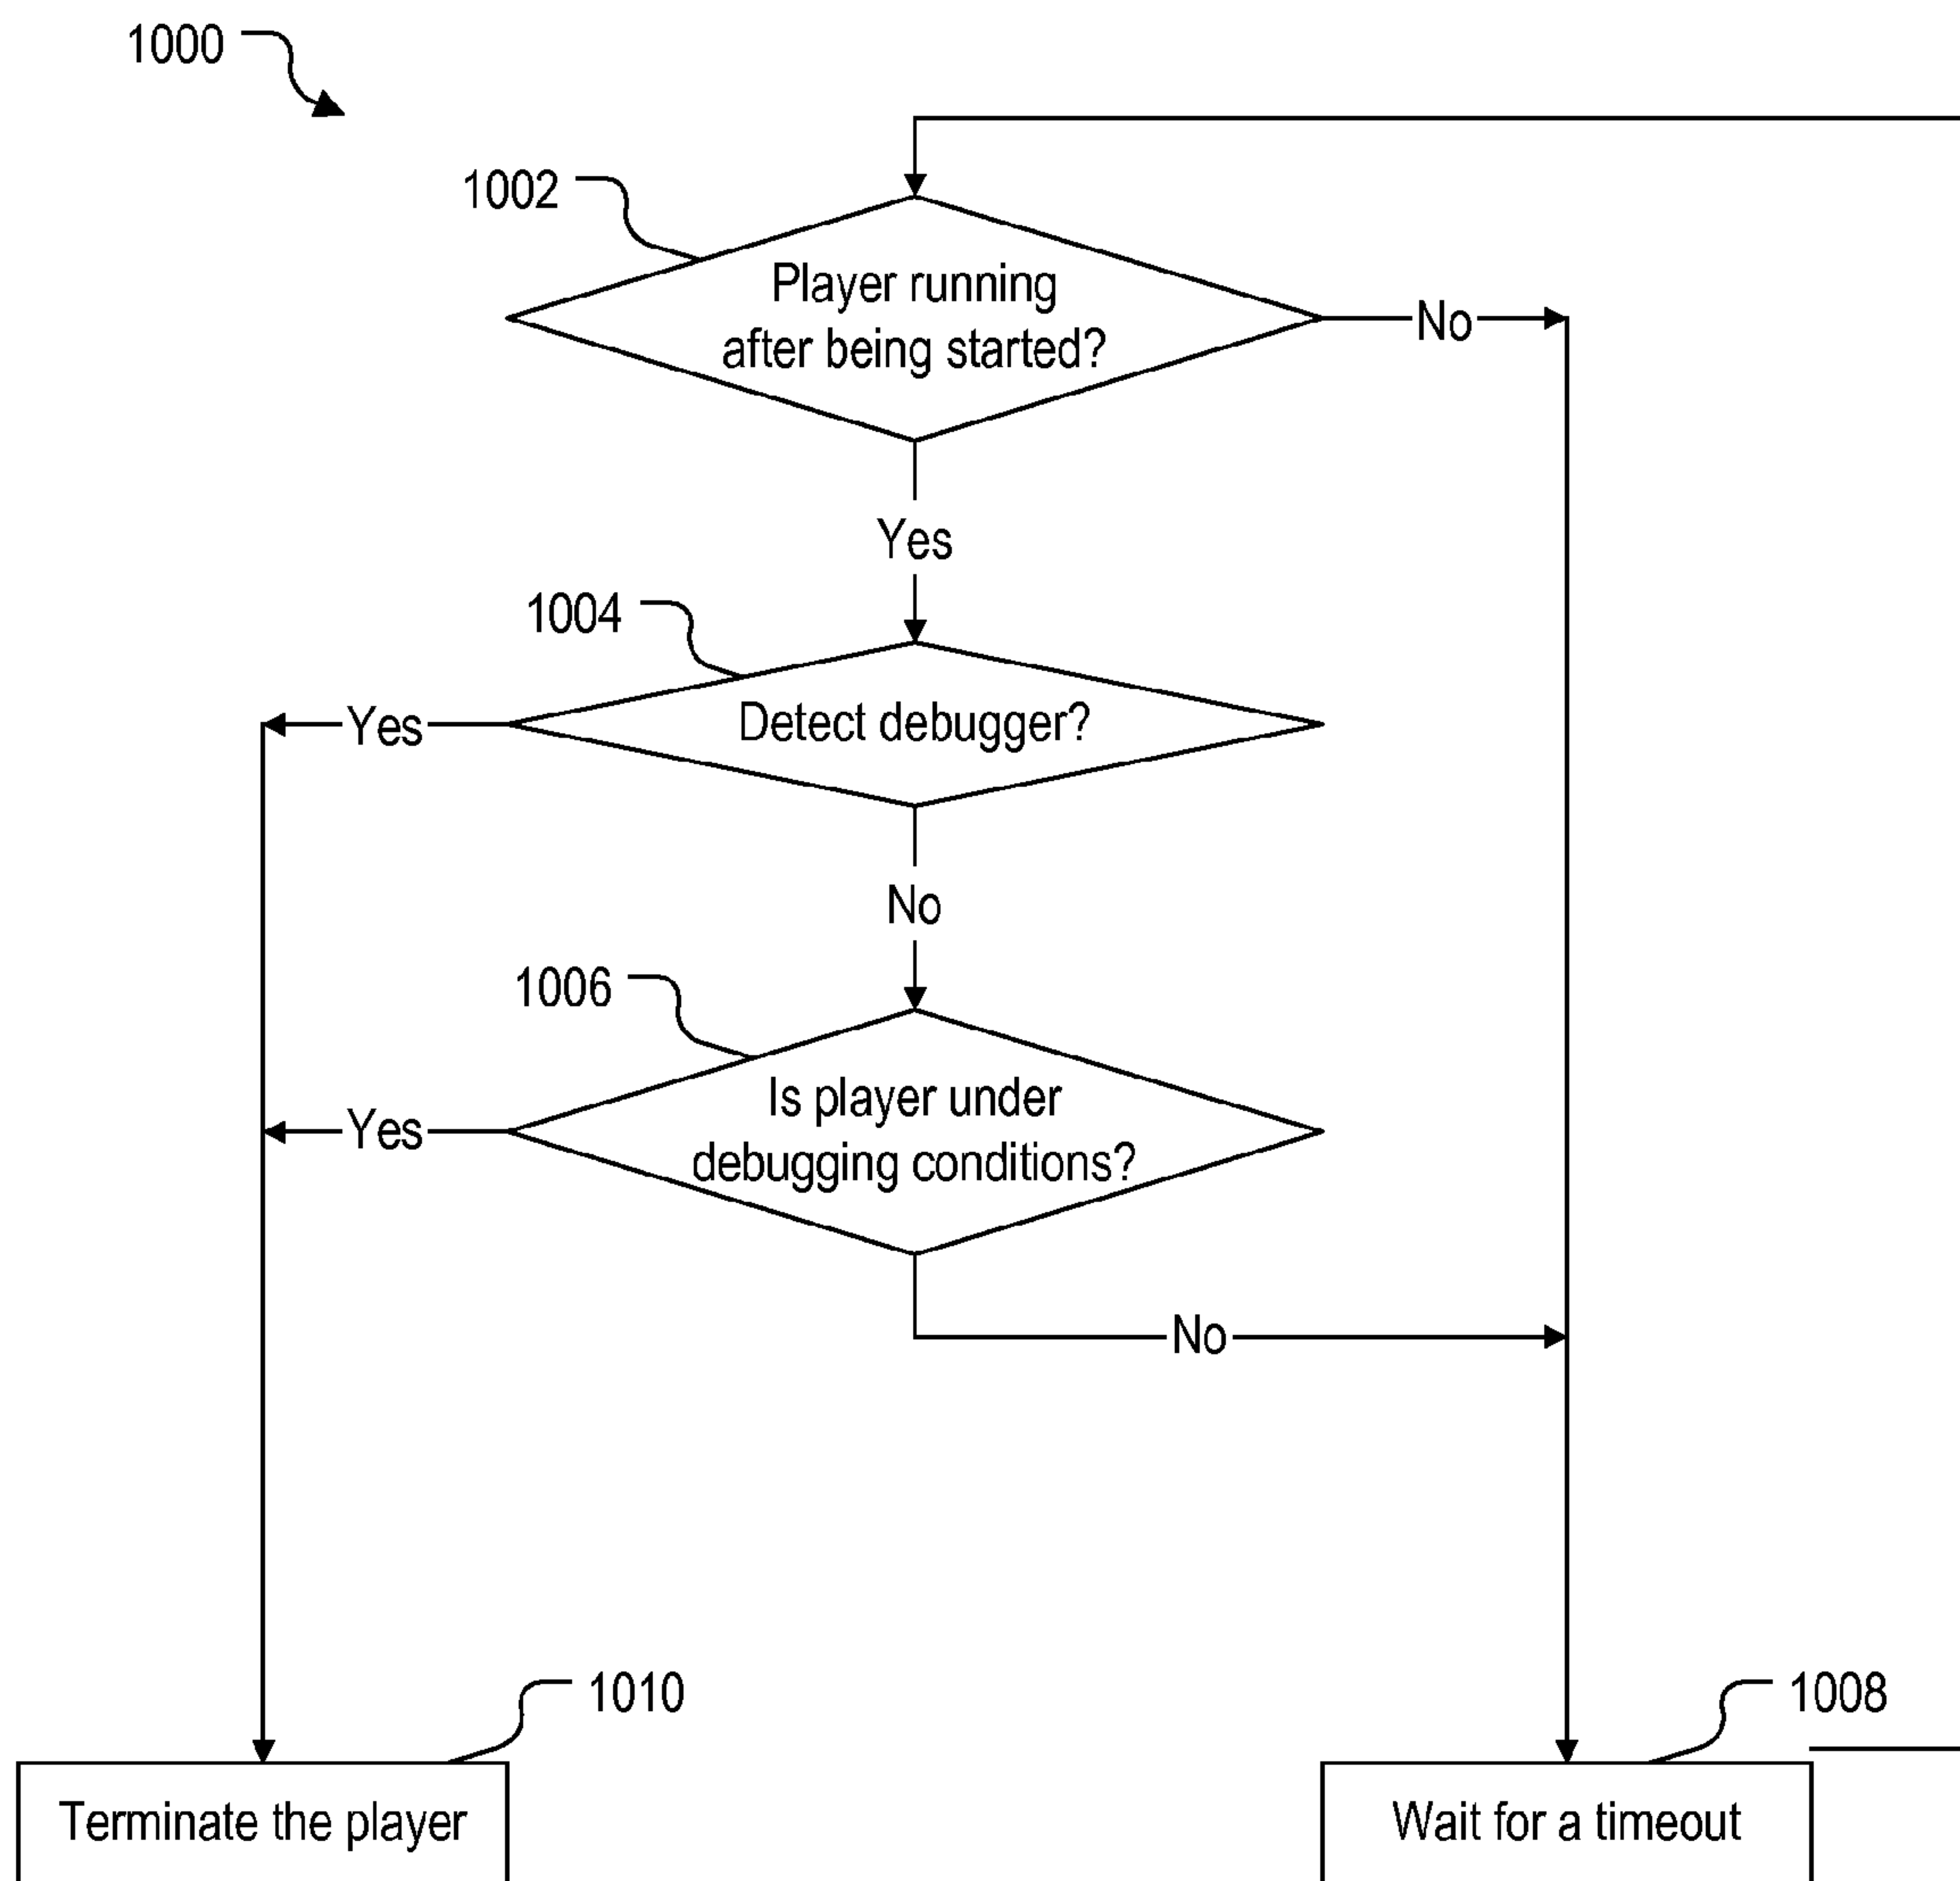 1000
1002
Player running
after being started?
No
Yes
1004
Detect debugger?
Yes
No
1006
Is player under
debugging conditions?
Yes
No
1010
Terminate the player
1008
Wait for a timeout